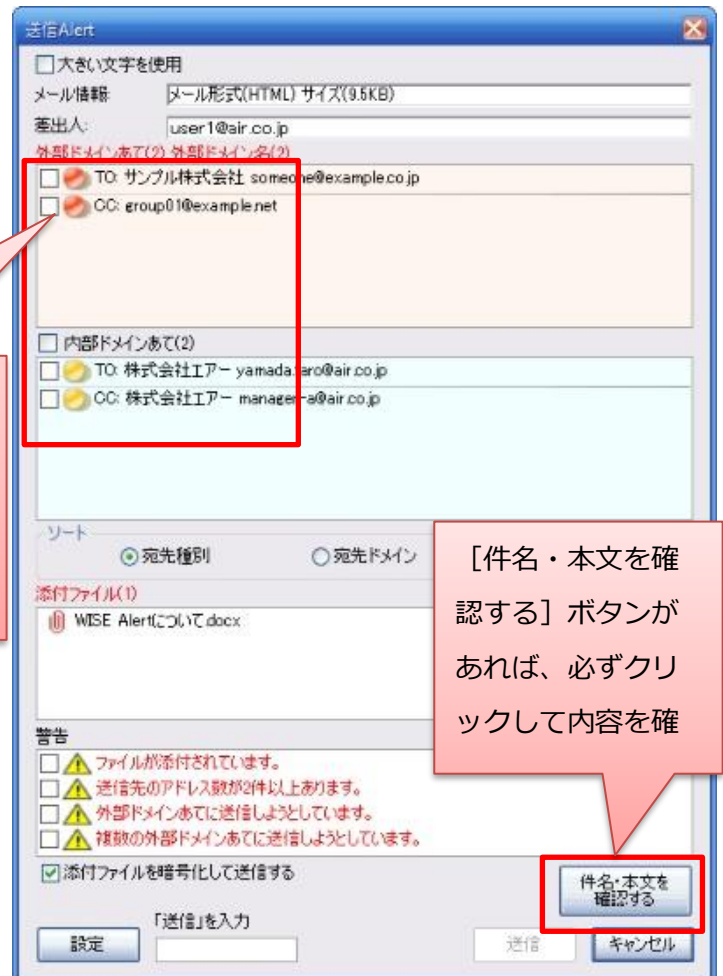 送信Alert
大きい文字を使用
メール情報: メール形式(HTML) サイズ(9.5KB)
差出人: user1@air.co.jp
外部ドメインあて(2) 外部ドメイン名(2)
TO: サンプル株式会社 someone@example.co.jp
CC: group01@example.net
内部ドメインあて(2)
TO: 株式会社エアー yamada.taro@air.co.jp
CC: 株式会社エアー manager-a@air.co.jp
ソート
宛先種別 宛先ドメイン
添付ファイル(1)
WISE Alertについて.docx
[件名・本文を確
認する］ボタンが
あれば、必ずクリ
ックして内容を確
警告
ファイルが添付されています。
送信先のアドレス数が2件以上あります。
外部ドメインあてに送信しようとしています。
複数の外部ドメインあてに送信しようとしています。
添付ファイルを暗号化して送信する
件名・本文を
確認する
「送信」を入力
設定 送信 キャンセル